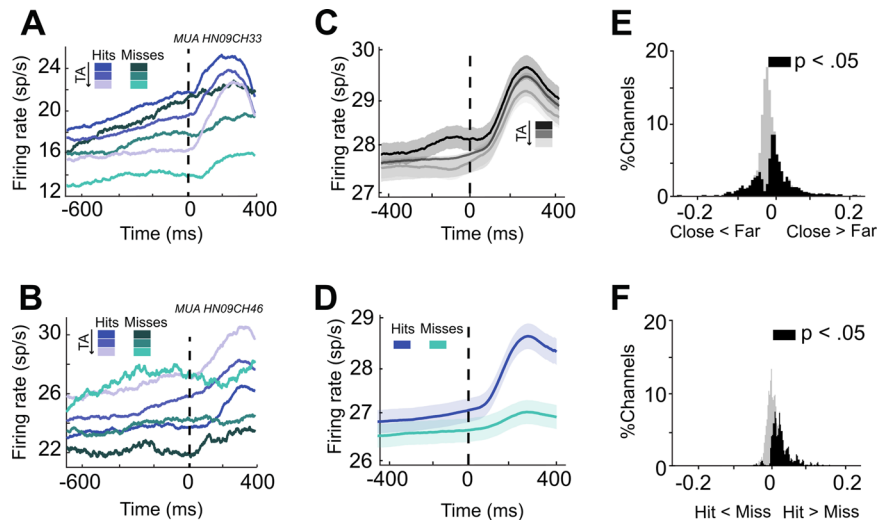 A
MUA HN09CH33
Hits Misses
TA
Firing rate (sp/s)
24
20
16
12
-600
0
400
Time (ms)
C
30
29
28
27
Firing rate (sp/s)
TA
-400
0
400
Time (ms)
E
20
10
0
%Channels
p < .05
-0.2
0
0.2
Close < Far
Close > Far
B
MUA HN09CH46
Hits Misses
TA
Firing rate (sp/s)
30
26
22
-600
0
400
Time (ms)
D
29
28
27
26
Firing rate (sp/s)
Hits
Misses
-400
0
400
Time (ms)
F
20
10
0
%Channels
p < .05
-0.2
0
0.2
Hit < Miss
Hit > Miss